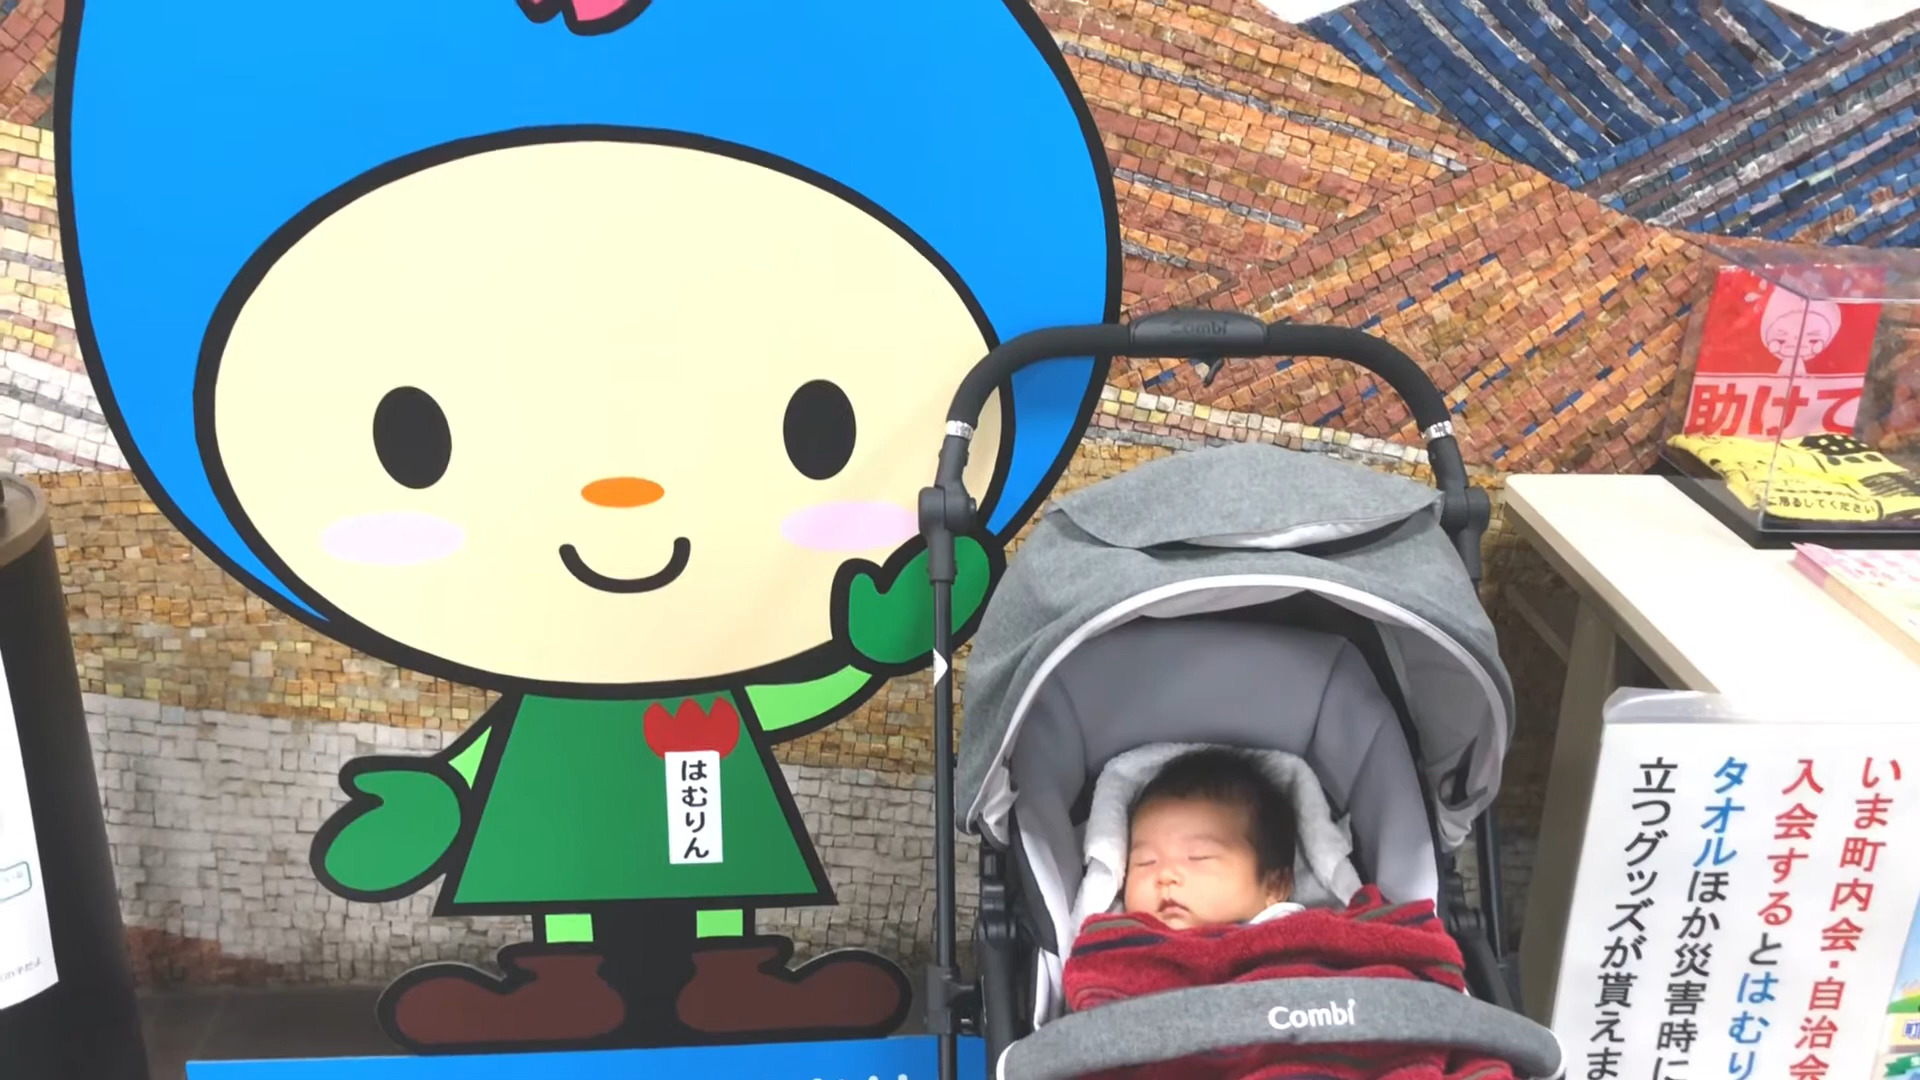 はむりん
Combi
Combi
助けて
いま町内会・自治会
入会すると はむり
タオルほか災害時に
立つグッズが貰えま